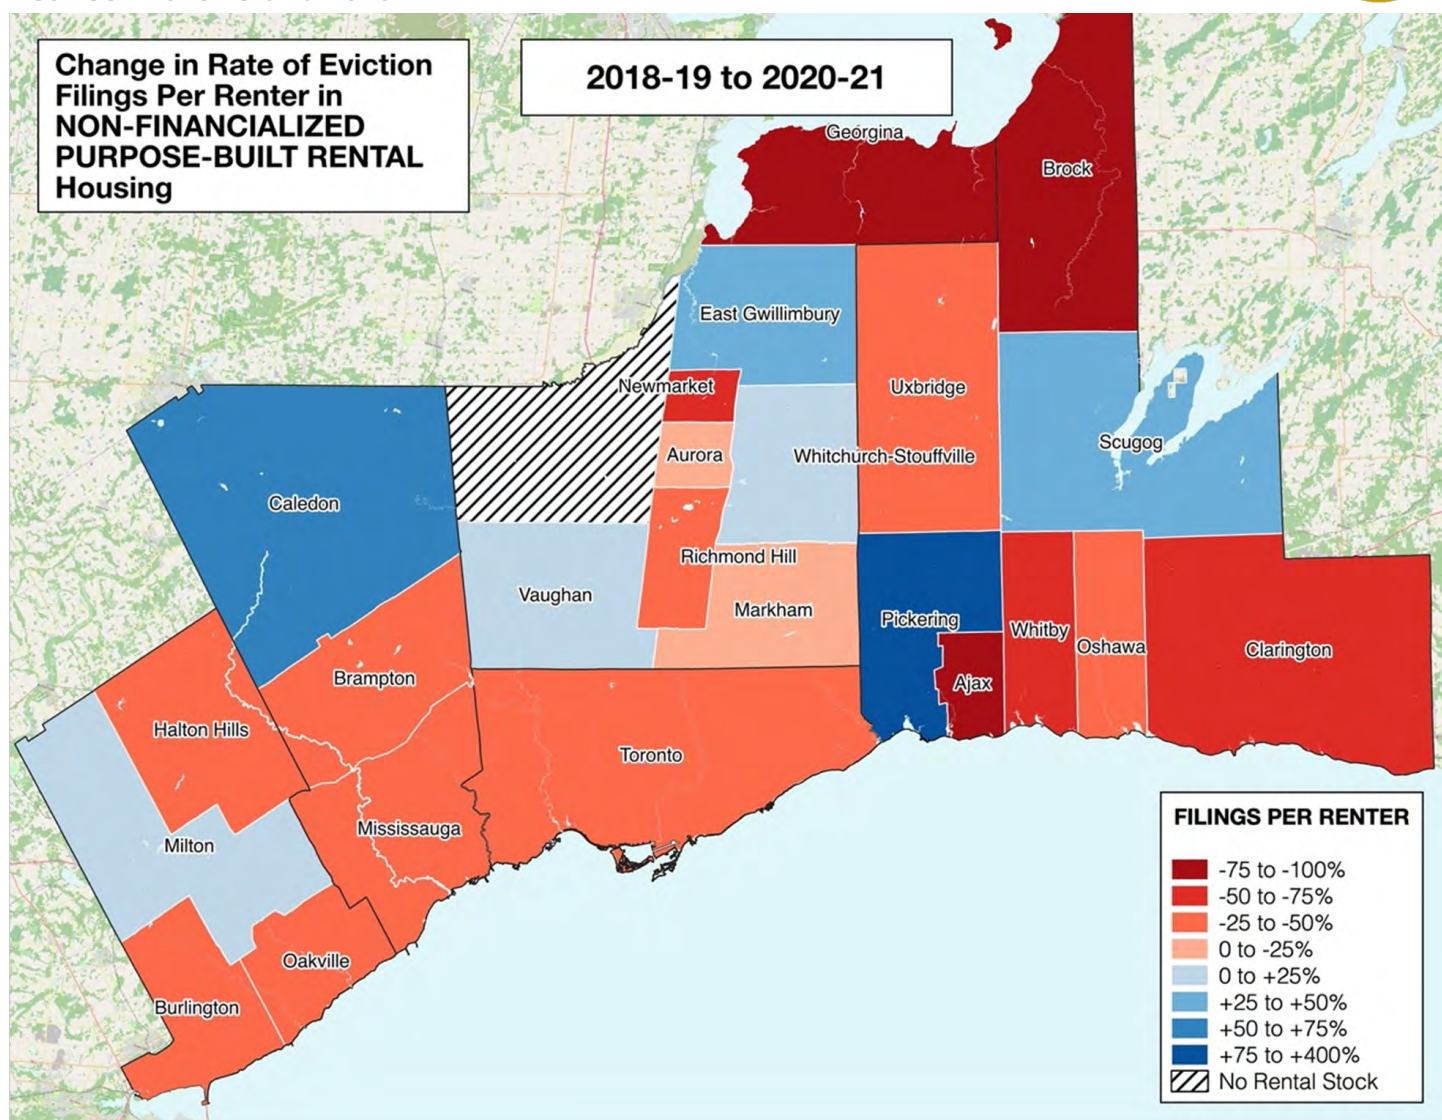 Change in Rate of Eviction
Filings Per Renter in
NON-FINANCIALIZED
PURPOSE-BUILT RENTAL
Housing
2018-19 to 2020-21
Georgina
Brock
East Gwillimbury
Newmarket
Uxbridge
Aurora
Whitchurch-Stouffville
Scugog
Caledon
Richmond Hill
Vaughan
Markham
Pickering
Whitby
Oshawa
Clarington
Ajax
Brampton
Halton Hills
Toronto
Mississauga
Milton
Oakville
Burlington
FILINGS PER RENTER
-75 to -100%
-50 to -75%
-25 to -50%
0 to -25%
0 to +25%
+25 to +50%
+50 to +75%
+75 to +400%
No Rental Stock